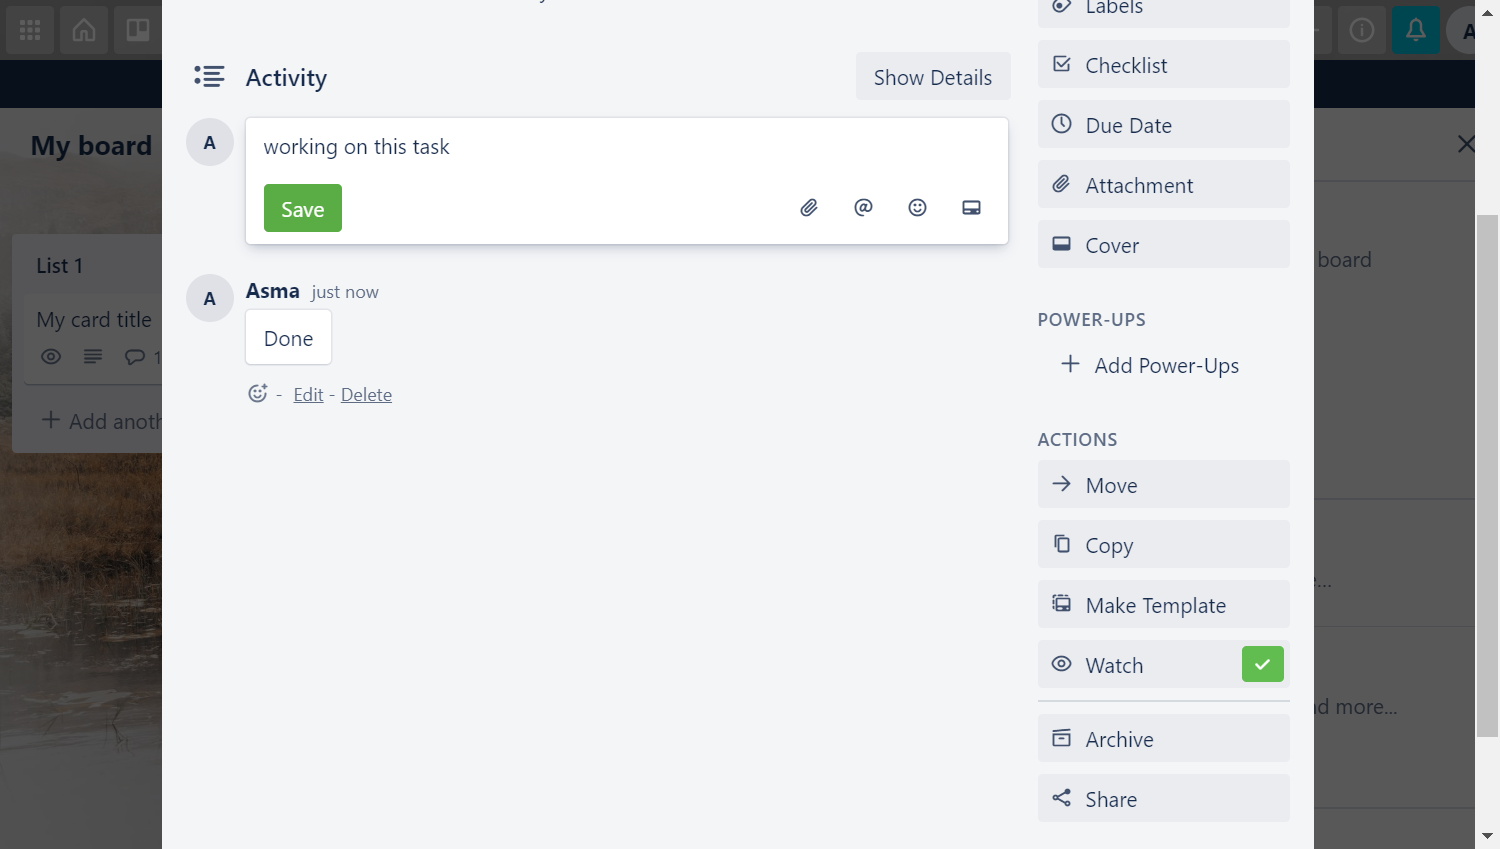 Labels
Activity
Show Details
Checklist
A
working on this task
Due Date
Save
@
Attachment
Cover
A
Asma just now
Done
- Edit - Delete
POWER-UPS
Add Power-Ups
ACTIONS
Move
Copy
Make Template
Watch
Archive
Share
A
My board
List 1
My card title
1
Add anoth
board
e...
d more...